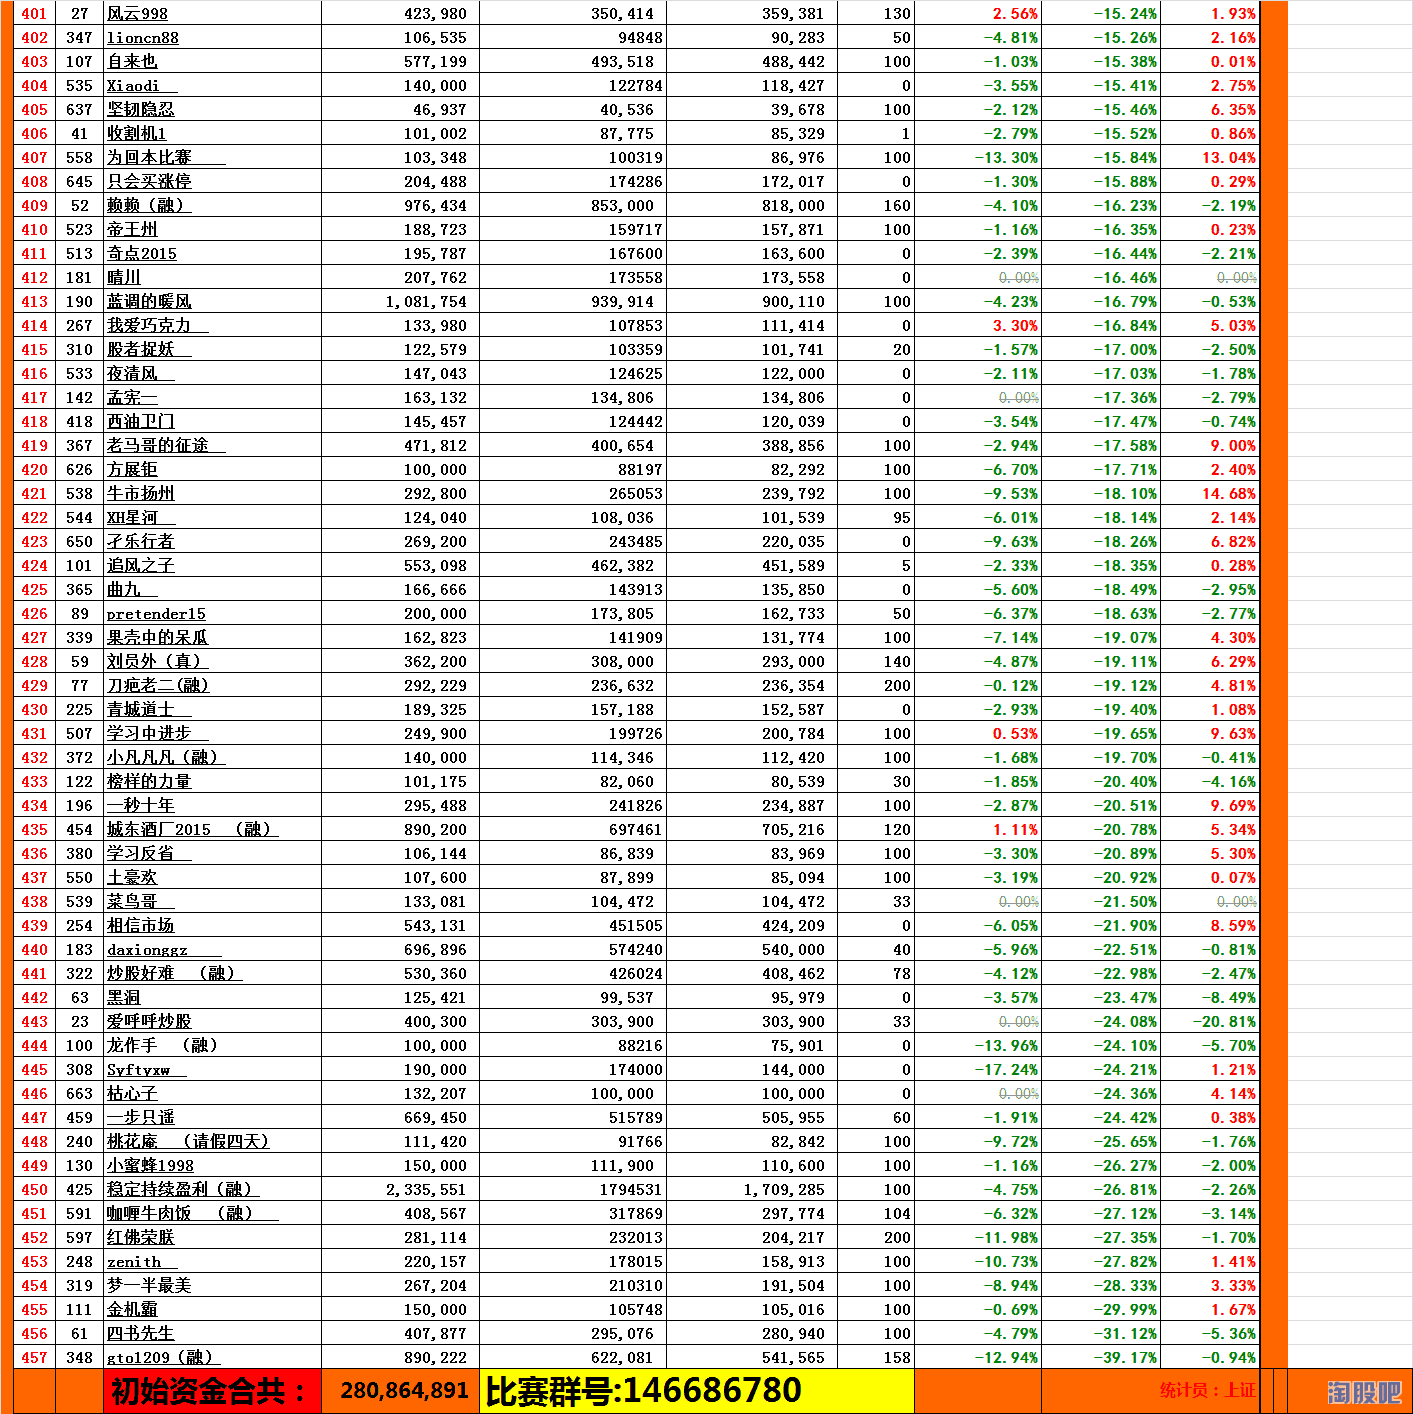 401 27 风云998 423,980 350,414 359,381 130 2.56% -15.24% 1.93%
402 347 lioncn88 106,535 94848 90,283 50 -4.81% -15.26% 2.16%
403 107 自来也 577,199 493,518 488,442 100 -1.03% -15.38% 0.01%
404 535 Xiaodi 140,000 122784 118,427 0 -3.55% -15.41% 2.75%
405 637 坚韧隐忍 46,937 40,536 39,678 100 -2.12% -15.46% 6.35%
406 41 收割机1 101,002 87,775 85,329 1 -2.79% -15.52% 0.86%
407 558 为回本比赛 103,348 100319 86,976 100 -13.30% -15.84% 13.04%
408 645 只会买涨停 204,488 174286 172,017 0 -1.30% -15.88% 0.29%
409 52 赖赖（融） 976,434 853,000 818,000 160 -4.10% -16.23% -2.19%
410 523 帝王州 188,723 159717 157,871 100 -1.16% -16.35% 0.23%
411 513 奇点2015 195,787 167600 163,600 0 -2.39% -16.44% -2.21%
412 181 晴川 207,762 173558 173,558 0 0.00% -16.46% 0.00%
413 190 蓝调的暖风 1,081,754 939,914 900,110 100 -4.23% -16.79% -0.53%
414 267 我爱巧克力 133,980 107853 111,414 0 3.30% -16.84% 5.03%
415 310 股者捉妖 122,579 103359 101,741 20 -1.57% -17.00% -2.50%
416 533 夜清风 147,043 124625 122,000 0 -2.11% -17.03% -1.78%
417 142 孟宪一 163,132 134,806 134,806 0 0.00% -17.36% -2.79%
418 418 西油卫门 145,457 124442 120,039 0 -3.54% -17.47% -0.74%
419 367 老马哥的征途 471,812 400,654 388,856 100 -2.94% -17.58% 9.00%
420 626 方展钜 100,000 88197 82,292 100 -6.70% -17.71% 2.40%
421 538 牛市扬州 292,800 265053 239,792 100 -9.53% -18.10% 14.68%
422 544 XH星河 124,040 108,036 101,539 95 -6.01% -18.14% 2.14%
423 650 孑乐行者 269,200 243485 220,035 0 -9.63% -18.26% 6.82%
424 101 追风之子 553,098 462,382 451,589 5 -2.33% -18.35% 0.28%
425 365 曲九 166,666 143913 135,850 0 -5.60% -18.49% -2.95%
426 89 pretender15 200,000 173,805 162,733 50 -6.37% -18.63% -2.77%
427 339 果壳中的呆瓜 162,823 141909 131,774 100 -7.14% -19.07% 4.30%
428 59 刘员外（真） 362,200 308,000 293,000 140 -4.87% -19.11% 6.29%
429 77 刀疤老二(融) 292,229 236,632 236,354 200 -0.12% -19.12% 4.81%
430 225 青城道士 189,325 157,188 152,587 0 -2.93% -19.40% 1.08%
431 507 学习中进步 249,900 199726 200,784 100 0.53% -19.65% 9.63%
432 372 小凡凡凡（融） 140,000 114,346 112,420 100 -1.68% -19.70% -0.41%
433 122 榜样的力量 101,175 82,060 80,539 30 -1.85% -20.40% -4.16%
434 196 一秒十年 295,488 241826 234,887 100 -2.87% -20.51% 9.69%
435 454 城东酒厂2015 （融） 890,200 697461 705,216 120 1.11% -20.78% 5.34%
436 380 学习反省 106,144 86,839 83,969 100 -3.30% -20.89% 5.30%
437 550 土豪欢 107,600 87,899 85,094 100 -3.19% -20.92% 0.07%
438 539 菜鸟哥 133,081 104,472 104,472 33 0.00% -21.50% 0.00%
439 254 相信市场 543,131 451505 424,209 0 -6.05% -21.90% 8.59%
440 183 daxionggz 696,896 574240 540,000 40 -5.96% -22.51% -0.81%
441 322 炒股好难 （融） 530,360 426024 408,462 78 -4.12% -22.98% -2.47%
442 63 黑洞 125,421 99,537 95,979 0 -3.57% -23.47% -8.49%
443 23 爱呼呼炒股 400,300 303,900 303,900 33 0.00% -24.08% -20.81%
444 100 龙作手 （融） 100,000 88216 75,901 0 -13.96% -24.10% -5.70%
445 308 Syftyxw 190,000 174000 144,000 0 -17.24% -24.21% 1.21%
446 663 枯心子 132,207 100,000 100,000 0 0.00% -24.36% 4.14%
447 459 一步只遥 669,450 515789 505,955 60 -1.91% -24.42% 0.38%
448 240 桃花庵 （请假四天） 111,420 91766 82,842 100 -9.72% -25.65% -1.76%
449 130 小蜜蜂1998 150,000 111,900 110,600 100 -1.16% -26.27% -2.00%
450 425 稳定持续盈利（融） 2,335,551 1794531 1,709,285 100 -4.75% -26.81% -2.26%
451 591 咖喱牛肉饭 （融） 408,567 317869 297,774 104 -6.32% -27.12% -3.14%
452 597 红佛荣朕 281,114 232013 204,217 200 -11.98% -27.35% -1.70%
453 248 zenith 220,157 178015 158,913 100 -10.73% -27.82% 1.41%
454 319 梦一半最美 267,204 210310 191,504 100 -8.94% -28.33% 3.33%
455 111 金机霸 150,000 105748 105,016 100 -0.69% -29.99% 1.67%
456 61 四书先生 407,877 295,076 280,940 100 -4.79% -31.12% -5.36%
457 348 gto1209（融） 890,222 622,081 541,565 158 -12.94% -39.17% -0.94%
初始资金合共： 280,864,891 比赛群号:146686780 统计员：上证
淘股吧